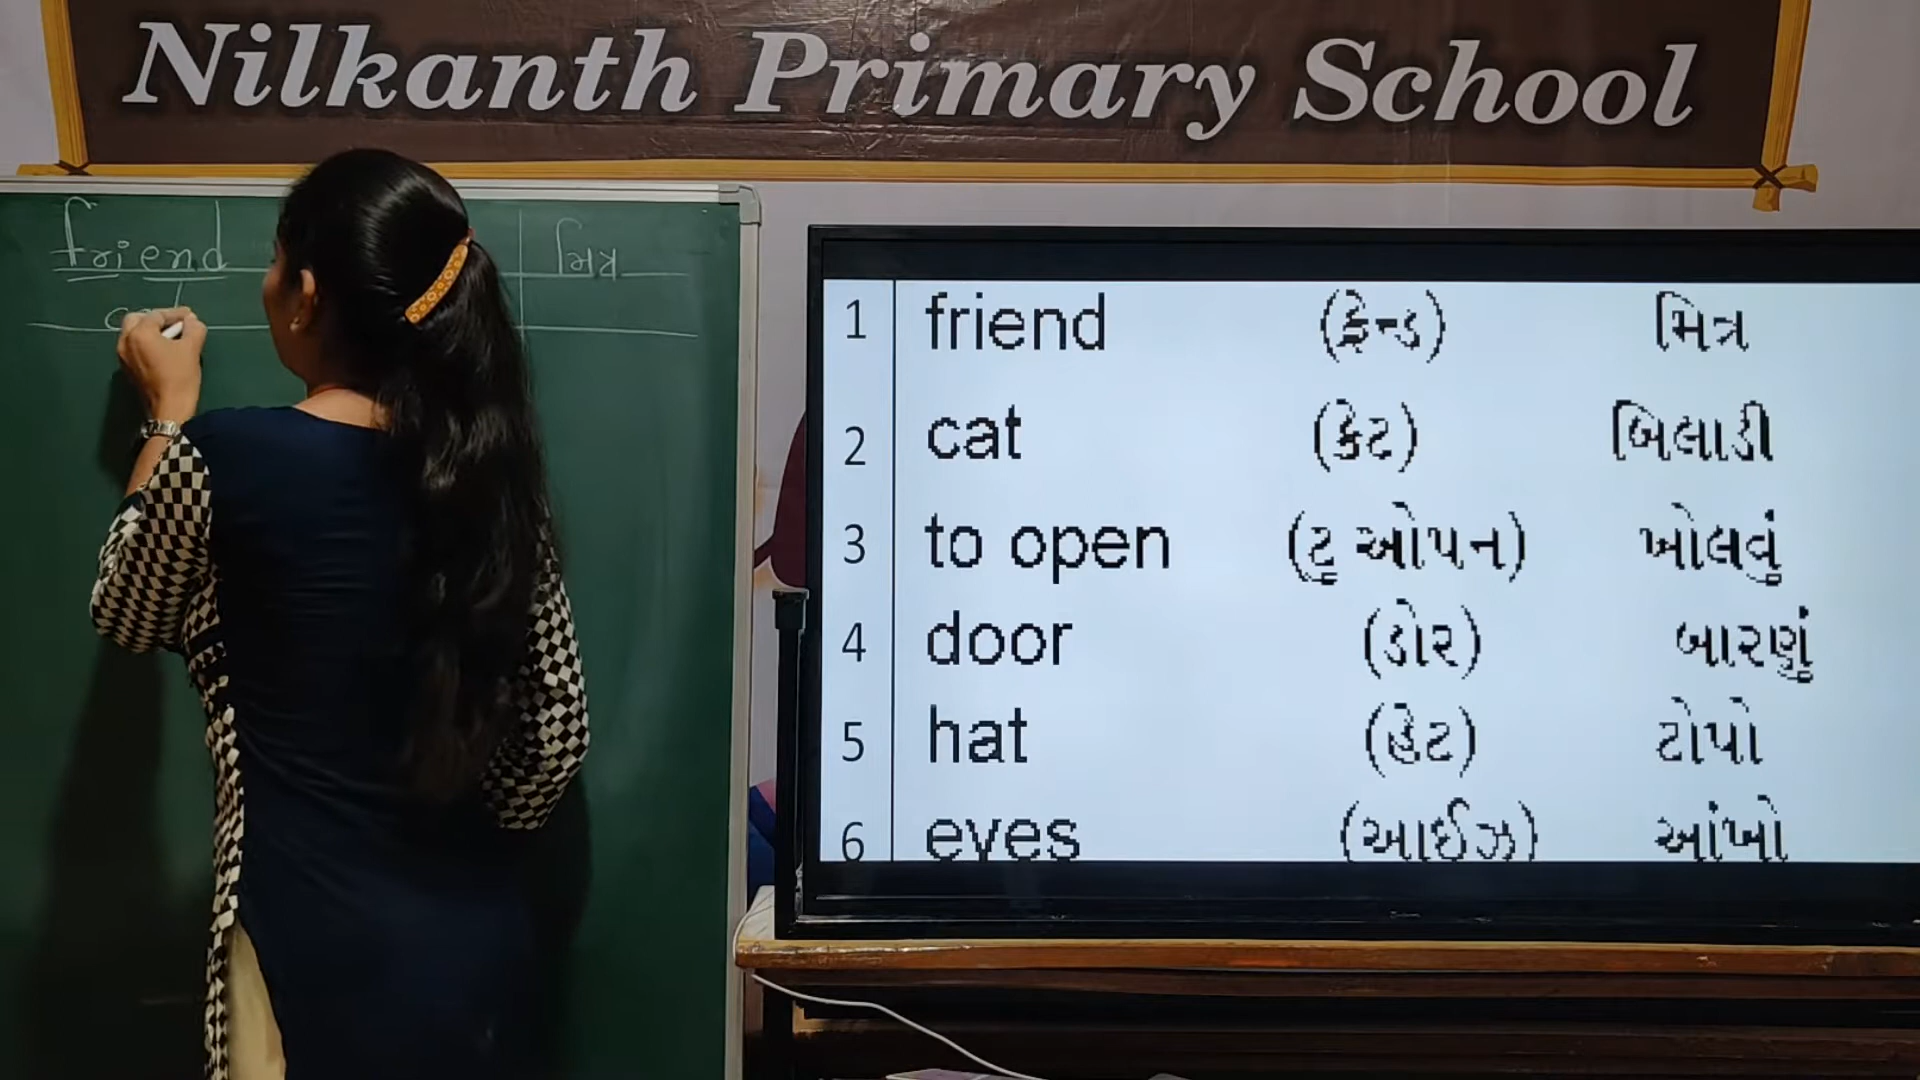 Nilkanth Primary School
friend મિત્ર
cat
1 friend (ફ્રેન્ડ) મિત્ર
2 cat (કેટ) બિલાડી
3 to open (ટુ ઓપન) ખોલવું
4 door (ડોર) બારણું
5 hat (હેટ) ટોપો
6 eyes (આઈઝ) આંખો